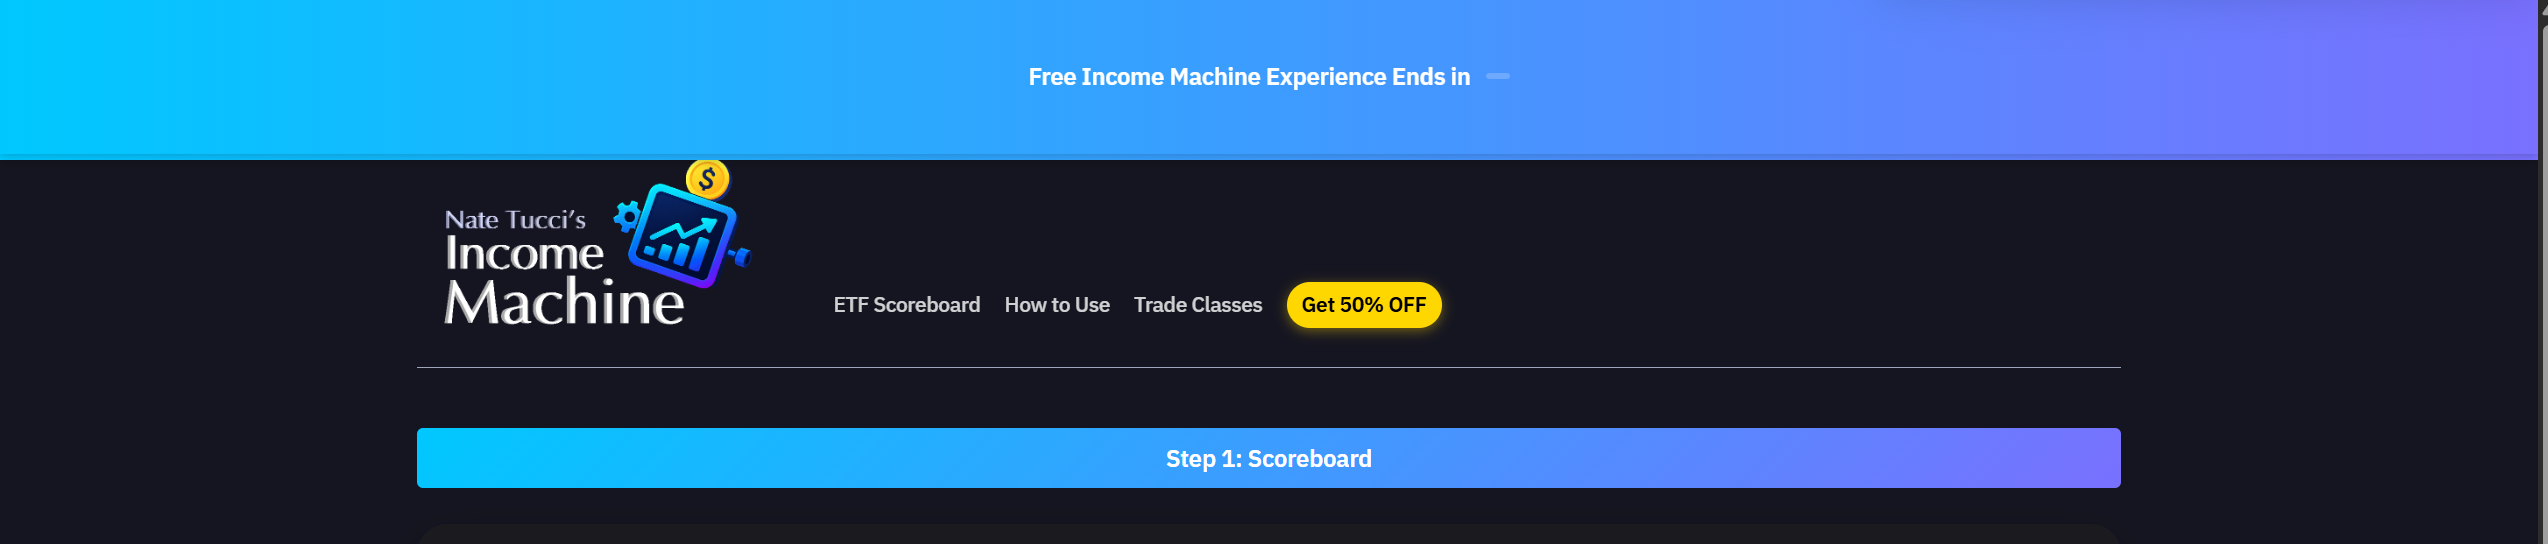 Free Income Machine Experience Ends in
Nate Tucci's
Income
Machine
$
ETF Scoreboard How to Use Trade Classes Get 50% OFF
Step 1: Scoreboard